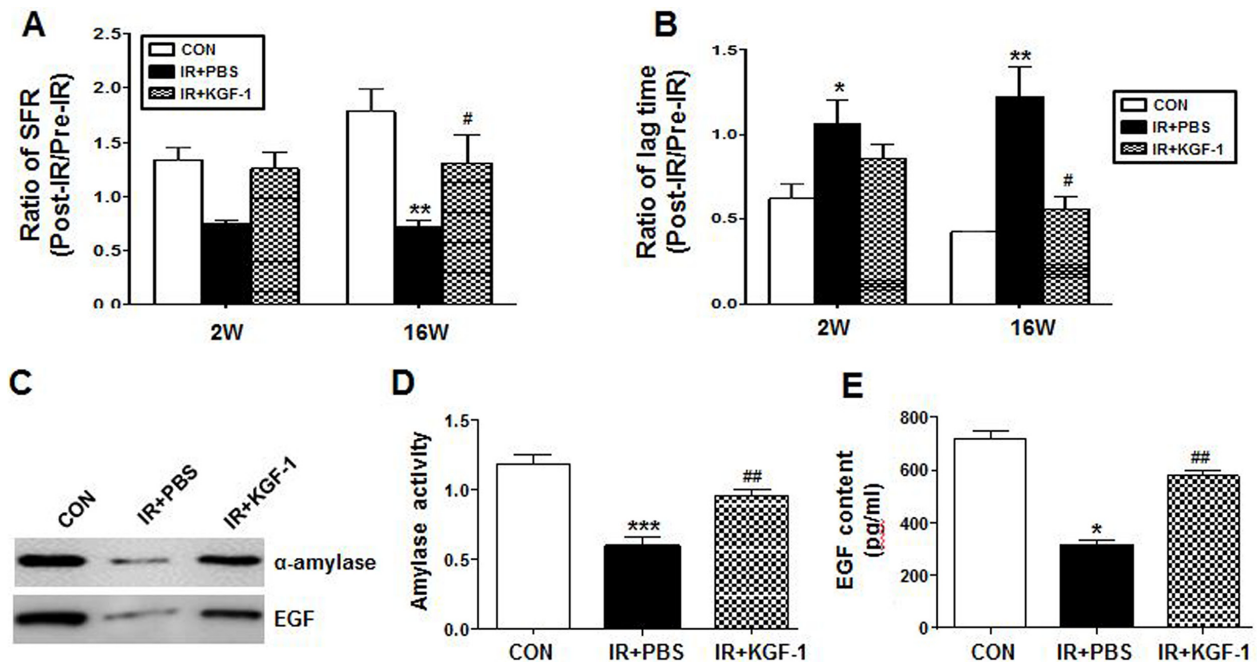 A
Ratio of SFR
(Post-IR/Pre-IR)
2.5
2.0
1.5
1.0
0.5
0.0
CON
IR+PBS
IR+KGF-1
**
#
2W
16W
B
Ratio of lag time
(Post-IR/Pre-IR)
1.5
1.0
0.5
0.0
*
**
#
CON
IR+PBS
IR+KGF-1
2W
16W
C
CON
IR+PBS
IR+KGF-1
α-amylase
EGF
D
Amylase activity
1.5
1.0
0.5
0.0
***
##
CON
IR+PBS
IR+KGF-1
E
EGF content
(pg/ml)
800
600
400
200
0
*
##
CON
IR+PBS
IR+KGF-1